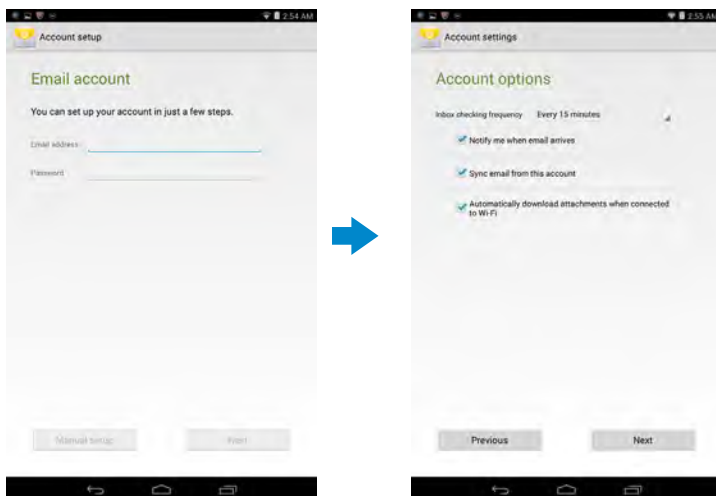 2:54 AM
Account setup
Email account
You can set up your account in just a few steps.
Email address
Password
Manual setup
Next
2:55 AM
Account settings
Account options
Inbox checking frequency Every 15 minutes
Notify me when email arrives
Sync email from this account
Automatically download attachments when connected
to Wi-Fi
Previous
Next